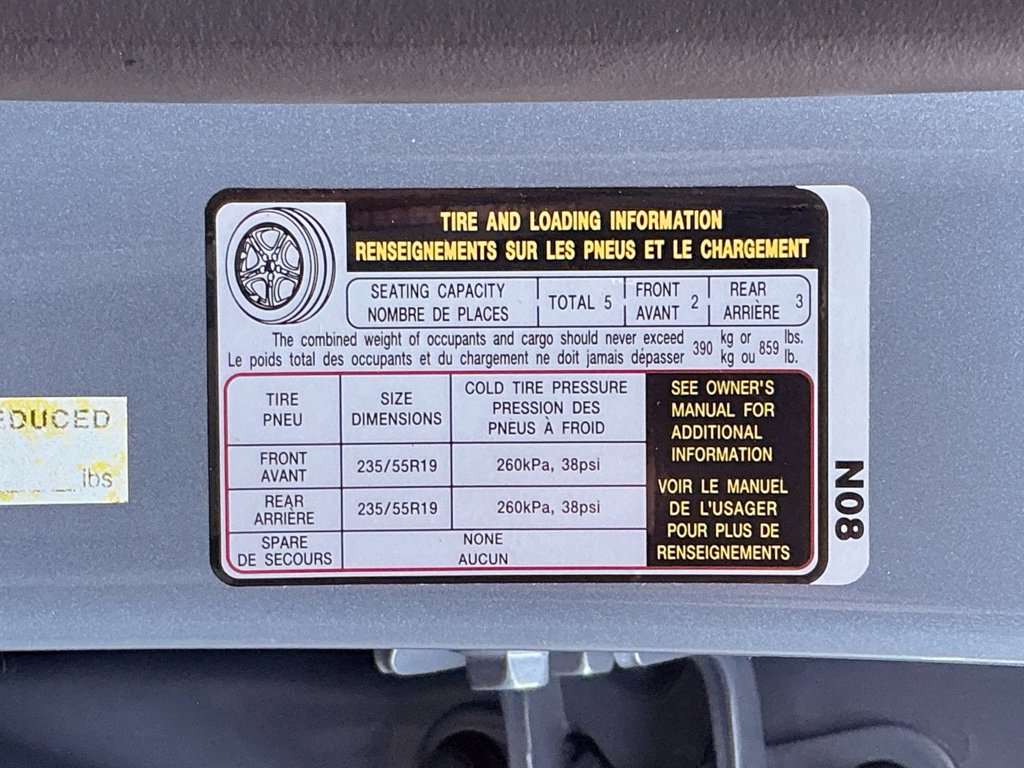 TIRE AND LOADING INFORMATION
RENSEIGNEMENTS SUR LES PNEUS ET LE CHARGEMENT
SEATING CAPACITY
NOMBRE DE PLACES
TOTAL 5
FRONT
AVANT
2
REAR
ARRIÈRE
3
The combined weight of occupants and cargo should never exceed 390 kg or 859 lbs.
Le poids total des occupants et du chargement ne doit jamais dépasser kg ou lb.
TIRE
PNEU
SIZE
DIMENSIONS
COLD TIRE PRESSURE
PRESSION DES
PNEUS À FROID
FRONT
AVANT
235/55R19
260kPa, 38psi
REAR
ARRIÈRE
235/55R19
260kPa, 38psi
SPARE
DE SECOURS
NONE
AUCUN
SEE OWNER'S
MANUAL FOR
ADDITIONAL
INFORMATION
VOIR LE MANUEL
DE L'USAGER
POUR PLUS DE
RENSEIGNEMENTS
N08
EDUCED
lbs